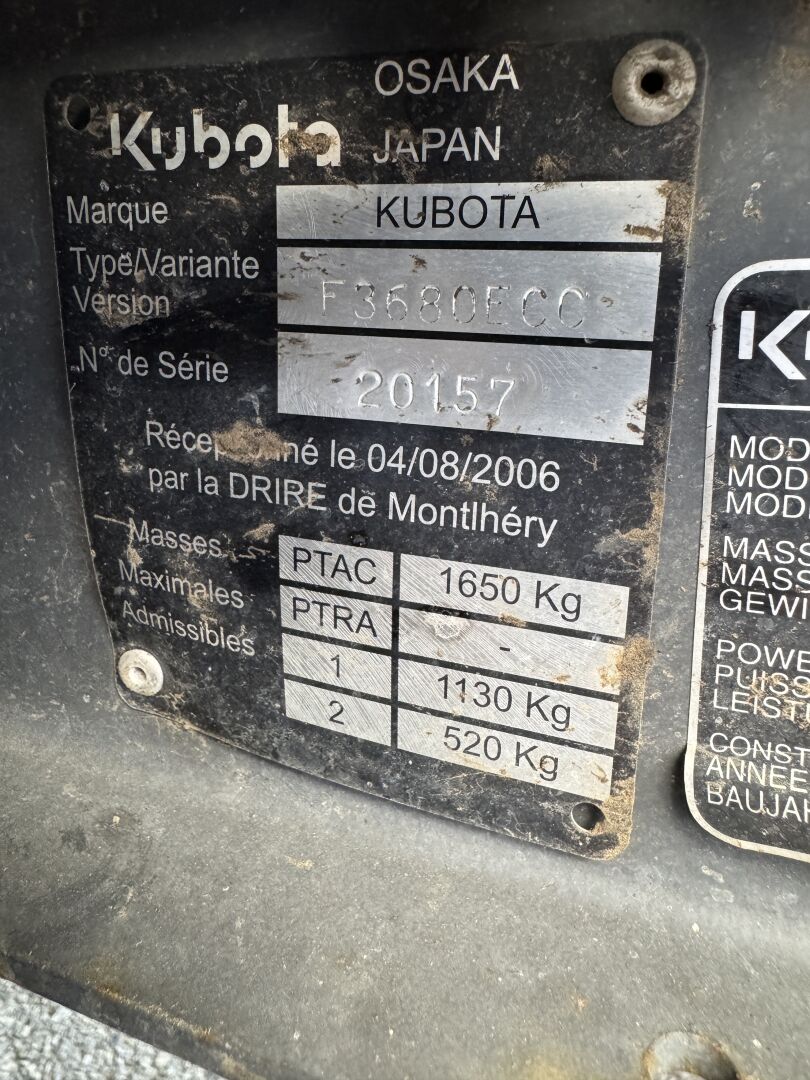 Kubota OSAKA
JAPAN
Marque KUBOTA
Type/Variante
Version F3680ECC
N° de Série 20157
Réceptionné le 04/08/2006
par la DRIRE de Montlhéry
Masses
Maximales
Admissibles
PTAC 1650 Kg
PTRA -
1 1130 Kg
2 520 Kg
MOD
MOD
MOD
MASS
MASS
GEWI
POWE
PUISS
LEIST
CONST
ANNEE
BAUJAH